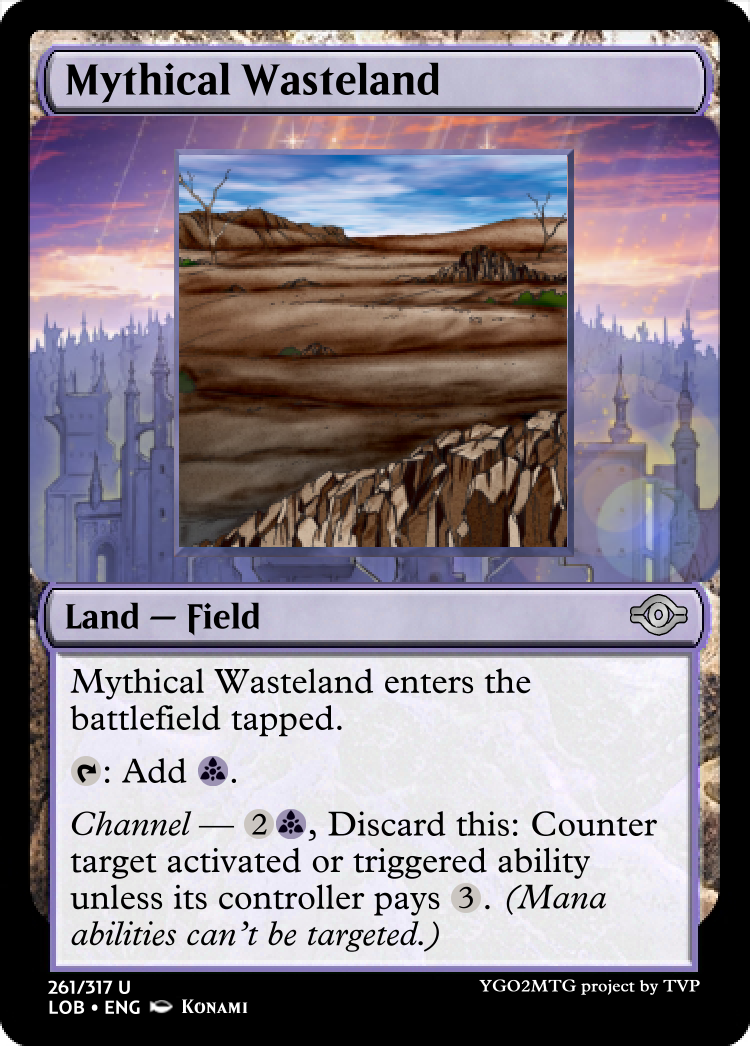 Mythical Wasteland
Land — Field
Mythical Wasteland enters the
battlefield tapped.
: Add .
Channel — 2, Discard this: Counter
target activated or triggered ability
unless its controller pays 3. (Mana
abilities can't be targeted.)
261/317 U
YGO2MTG project by TVP
LOB • ENG Konami